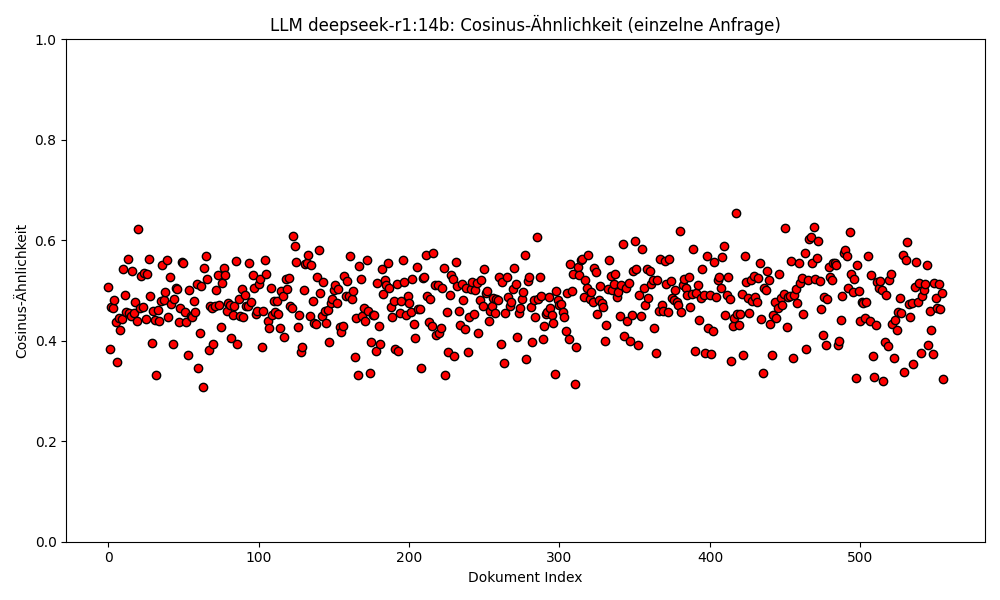 LLM deepseek-r1:14b: Cosinus-Ähnlichkeit (einzelne Anfrage)
1.0
0.8
0.6
0.4
0.2
0.0
Cosinus-Ähnlichkeit
0 100 200 300 400 500
Dokument Index